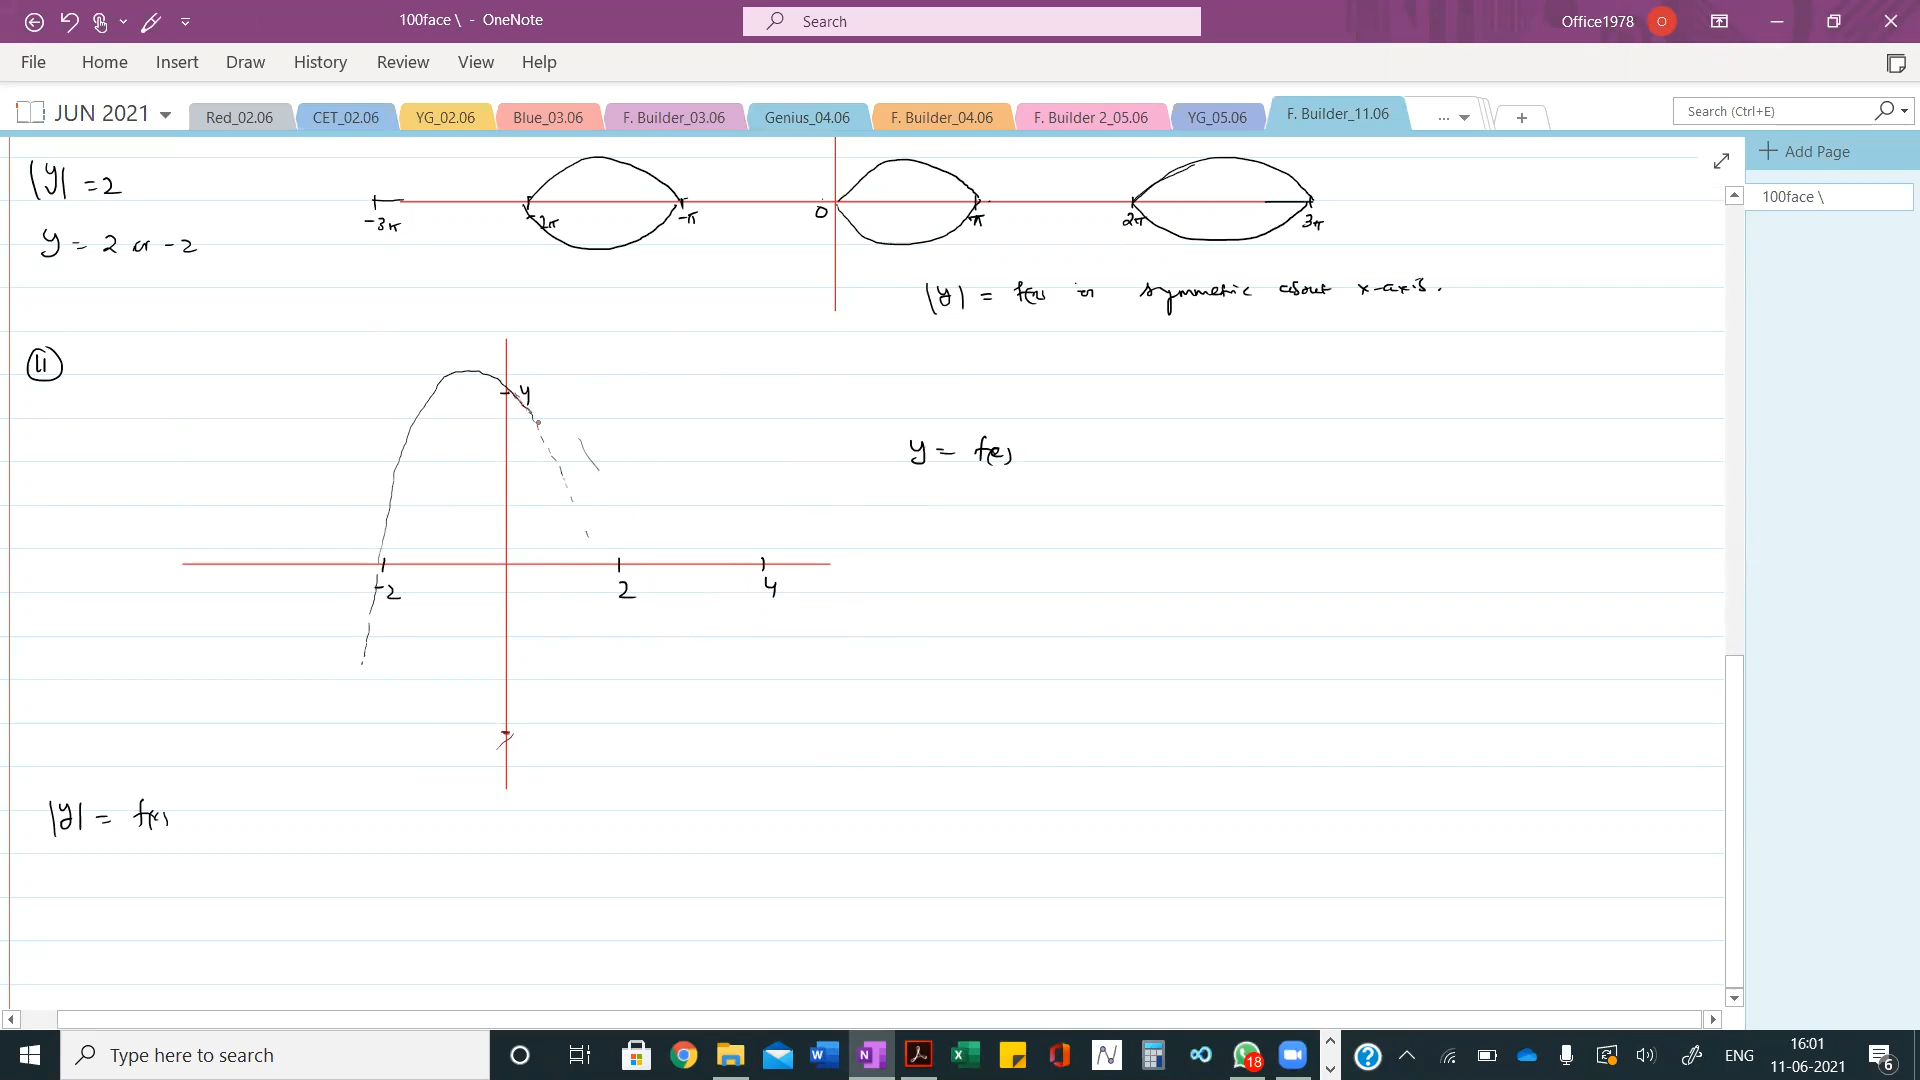 100face \ - OneNote
Search
Office1978
O
File Home Insert Draw History Review View Help
JUN 2021
Red_02.06 CET_02.06 YG_02.06 Blue_03.06 F. Builder_03.06 Genius_04.06 F. Builder_04.06 F. Builder 2_05.06 YG_05.06 F. Builder_11.06 ...
Search (Ctrl+E)
Add Page
100face \
|y| = 2
y = 2 or -2
-3π -2π -π 0 π 2π 3π
|y| = f(x) is symmetric about x-axis.
(ii)
4
y = f(x)
-2 2 4
|y| = f(x)
Type here to search
18
ENG
16:01
11-06-2021
6